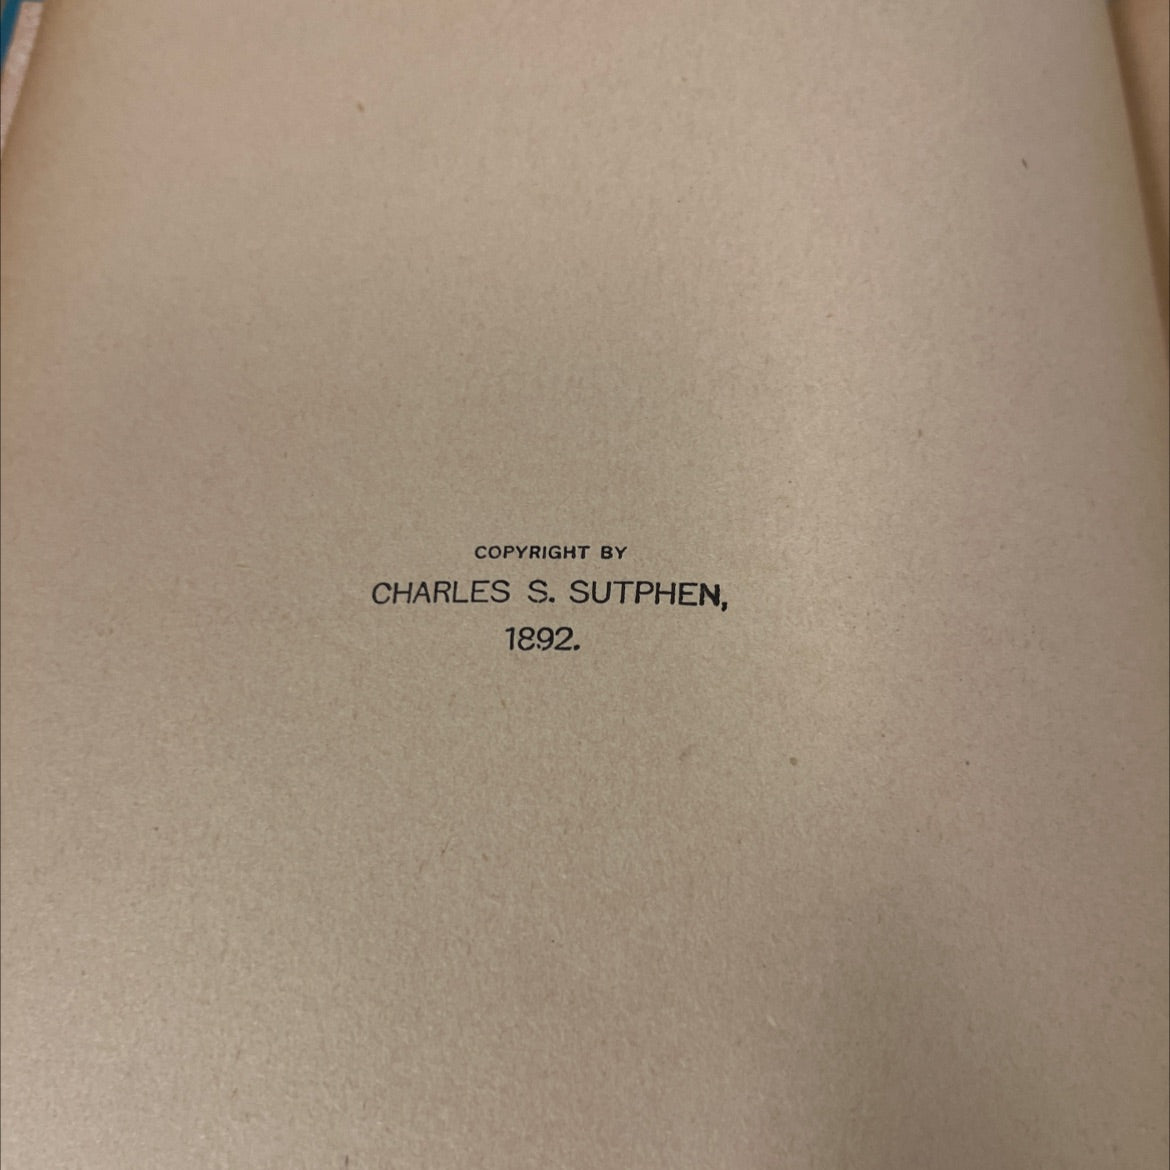 COPYRIGHT BY
CHARLES S. SUTPHEN,
1892.